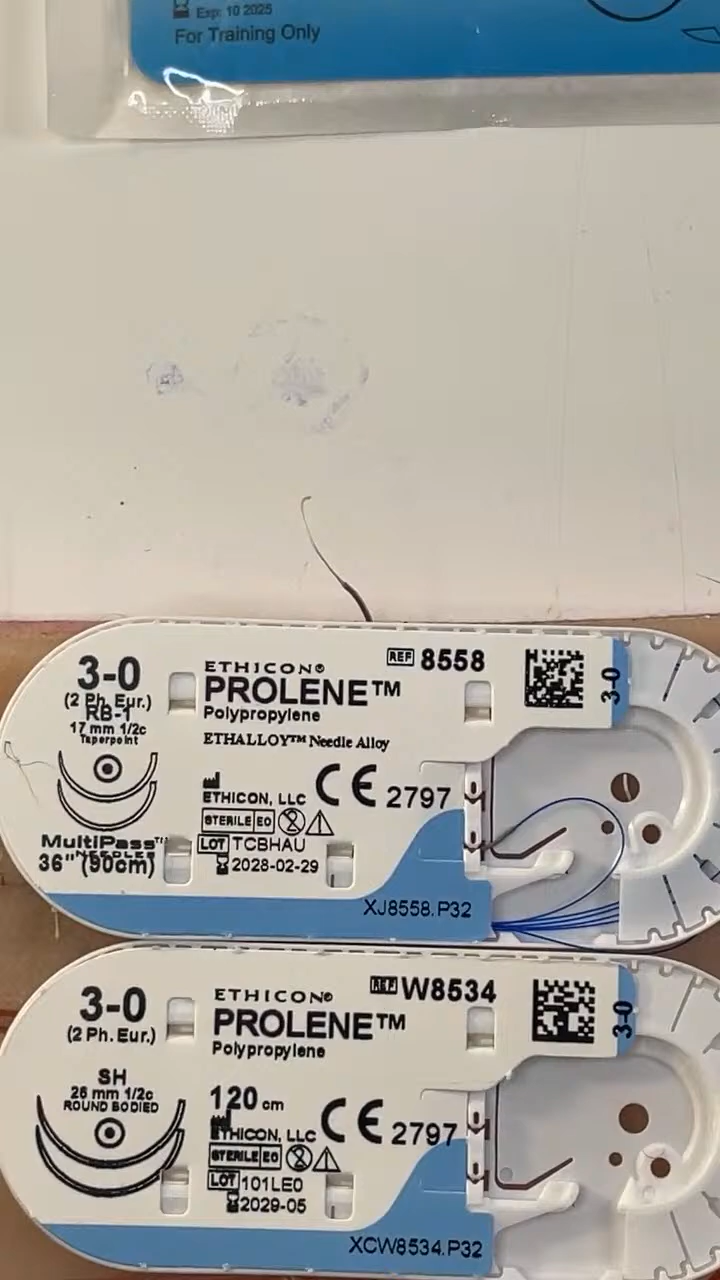 Exp: 10 2025
For Training Only
3-0
(2 Ph. Eur.)
RB-1
17 mm 1/2c
Taperpoint
MultiPass™
NEEDLES
36" (90cm)
ETHICON®
PROLENE™
Polypropylene
ETHALLOY™ Needle Alloy
ETHICON, LLC
CE 2797
STERILE EO
LOT TCBHAU
2028-02-29
REF 8558
3-0
XJ8558.P32
3-0
(2 Ph. Eur.)
SH
26 mm 1/2c
ROUND BODIED
ETHICON®
PROLENE™
Polypropylene
120 cm
ETHICON, LLC
CE 2797
STERILE EO
LOT 101LE0
2029-05
REF W8534
3-0
XCW8534.P32